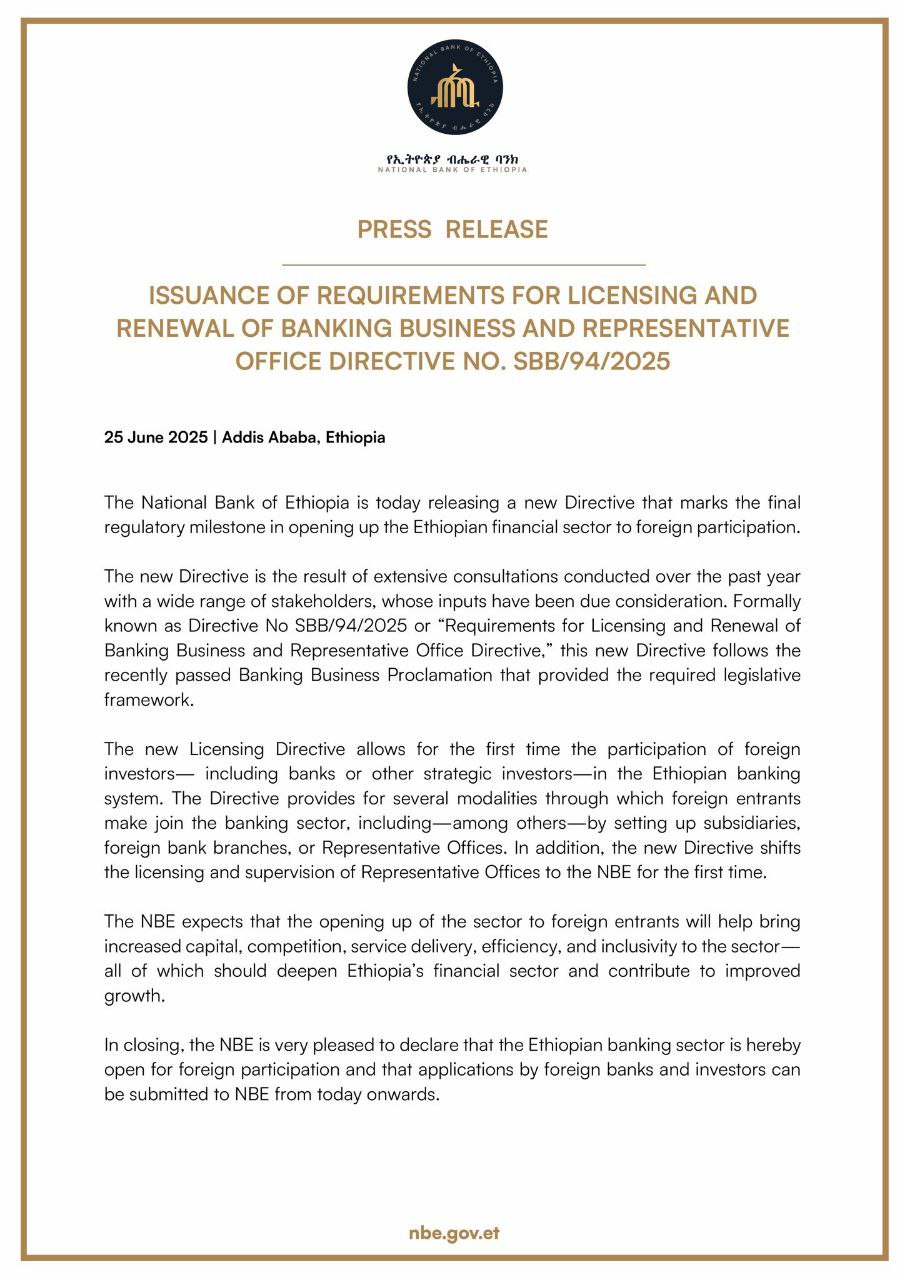 NATIONAL BANK OF ETHIOPIA
የኢትዮጵያ ብሔራዊ ባንክ
የኢትዮጵያ ብሔራዊ ባንክ
NATIONAL BANK OF ETHIOPIA
PRESS RELEASE
ISSUANCE OF REQUIREMENTS FOR LICENSING AND
RENEWAL OF BANKING BUSINESS AND REPRESENTATIVE
OFFICE DIRECTIVE NO. SBB/94/2025
25 June 2025 | Addis Ababa, Ethiopia
The National Bank of Ethiopia is today releasing a new Directive that marks the final
regulatory milestone in opening up the Ethiopian financial sector to foreign participation.
The new Directive is the result of extensive consultations conducted over the past year
with a wide range of stakeholders, whose inputs have been due consideration. Formally
known as Directive No SBB/94/2025 or “Requirements for Licensing and Renewal of
Banking Business and Representative Office Directive,” this new Directive follows the
recently passed Banking Business Proclamation that provided the required legislative
framework.
The new Licensing Directive allows for the first time the participation of foreign
investors— including banks or other strategic investors—in the Ethiopian banking
system. The Directive provides for several modalities through which foreign entrants
make join the banking sector, including—among others—by setting up subsidiaries,
foreign bank branches, or Representative Offices. In addition, the new Directive shifts
the licensing and supervision of Representative Offices to the NBE for the first time.
The NBE expects that the opening up of the sector to foreign entrants will help bring
increased capital, competition, service delivery, efficiency, and inclusivity to the sector—
all of which should deepen Ethiopia’s financial sector and contribute to improved
growth.
In closing, the NBE is very pleased to declare that the Ethiopian banking sector is hereby
open for foreign participation and that applications by foreign banks and investors can
be submitted to NBE from today onwards.
nbe.gov.et